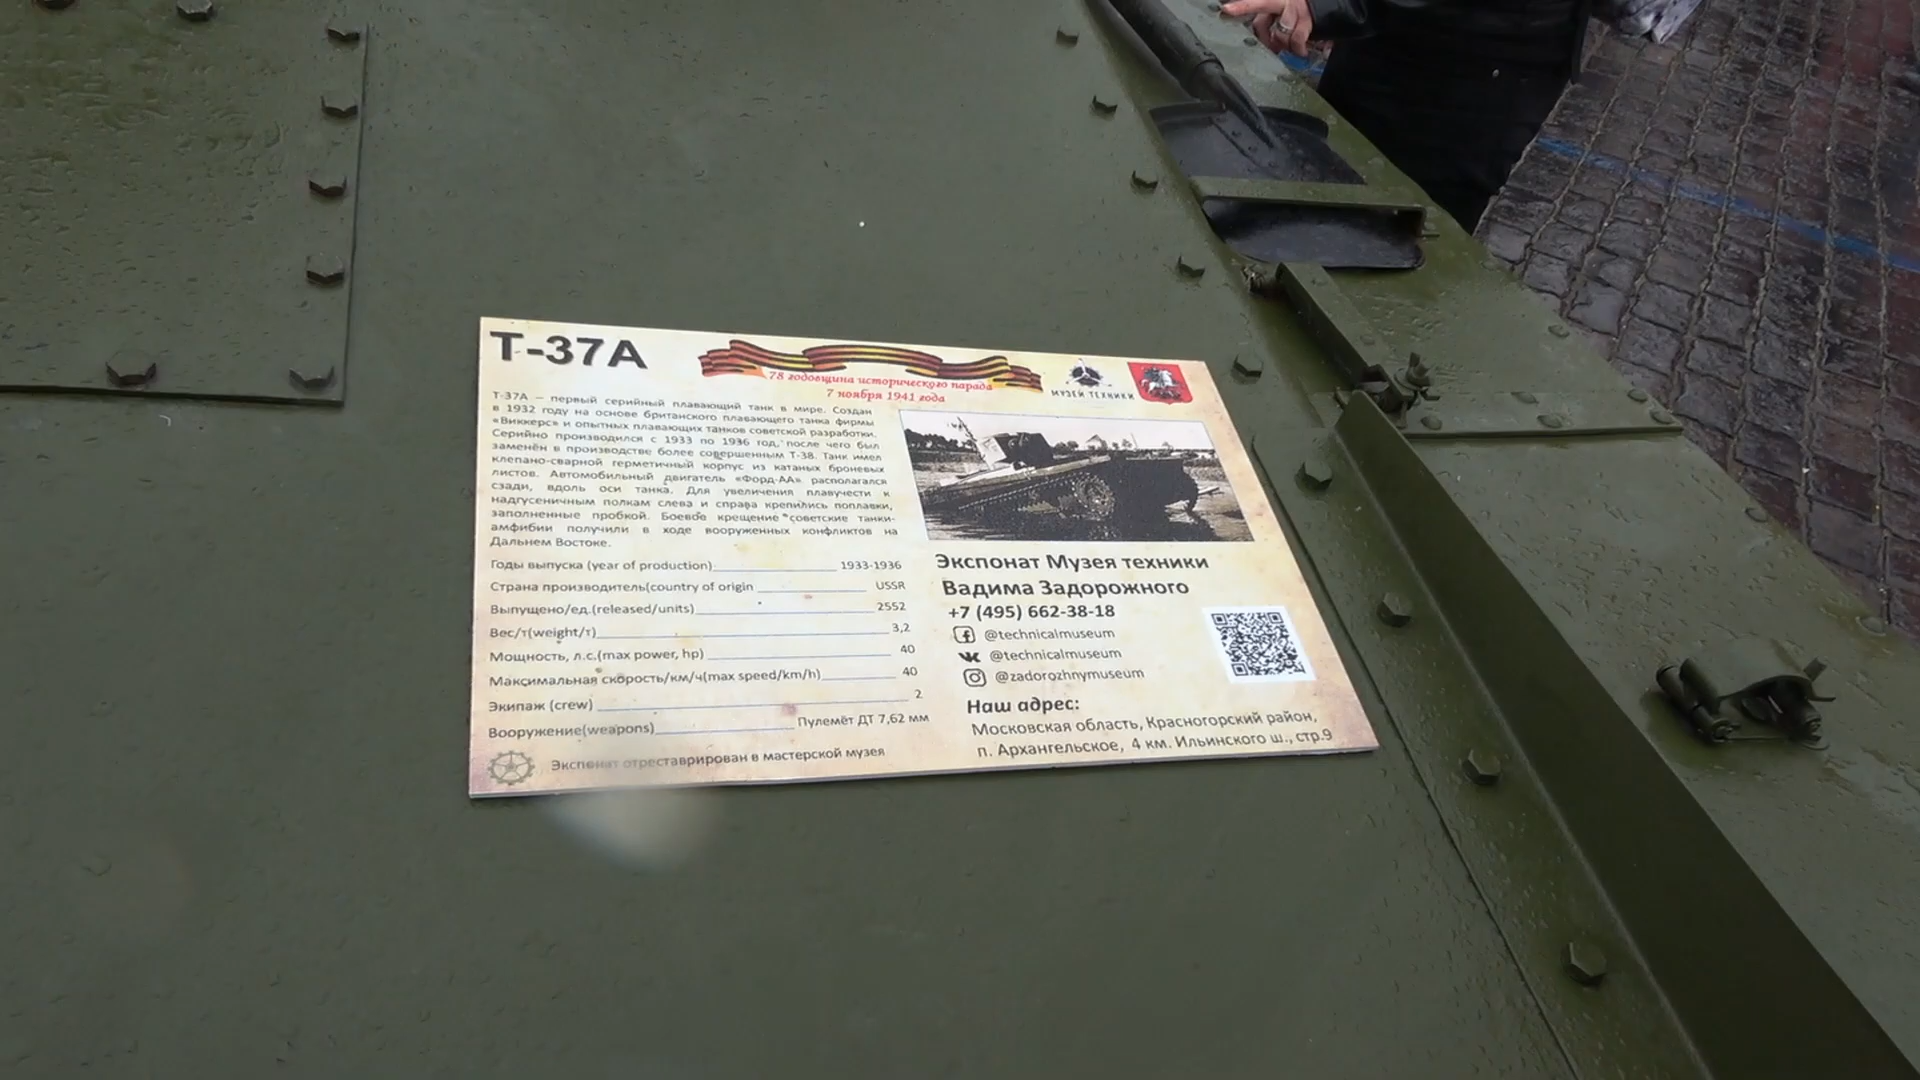 Т-37А
78 годовщина исторического парада
7 ноября 1941 года
МУЗЕЙ ТЕХНИКИ
Т-37А – первый серийный плавающий танк в мире. Создан
в 1932 году на основе британского плавающего танка фирмы
«Виккерс» и опытных плавающих танков советской разработки.
Серийно производился с 1933 по 1936 год, после чего был
заменён в производстве более совершенным Т-38. Танк имел
клепано-сварной герметичный корпус из катаных броневых
листов. Автомобильный двигатель «Форд-АА» располагался
сзади, вдоль оси танка. Для увеличения плавучести к
надгусеничным полкам слева и справа крепились поплавки,
заполненные пробкой. Боевое крещение советские танки-
амфибии получили в ходе вооруженных конфликтов на
Дальнем Востоке.
Годы выпуска (year of production) 1933-1936
Страна производитель(country of origin USSR
Выпущено/ед.(released/units) 2552
Вес/т(weight/т) 3,2
Мощность, л.с.(max power, hp) 40
Максимальная скорость/км/ч(max speed/km/h) 40
Экипаж (crew) 2
Вооружение(weapons) Пулемёт ДТ 7,62 мм
Экспонат отреставрирован в мастерской музея
Экспонат Музея техники
Вадима Задорожного
+7 (495) 662-38-18
@technicalmuseum
@technicalmuseum
@zadorozhnymuseum
Наш адрес:
Московская область, Красногорский район,
п. Архангельское, 4 км. Ильинского ш., стр.9